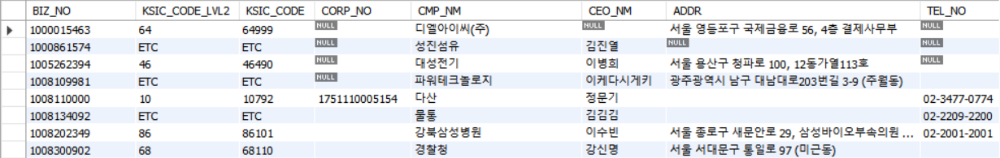 BIZ_NO KSIC_CODE_LVL2 KSIC_CODE CORP_NO CMP_NM CEO_NM ADDR TEL_NO
1000015463 64 64999 NULL 디엘아이씨(주) NULL 서울 영등포구 국제금융로 56, 4층 결제사무부 NULL
1000861574 ETC ETC NULL 성진섬유 김진열 NULL NULL
1005262394 46 46490 NULL 대성전기 이병희 서울 용산구 청파로 100, 12동가열113호 NULL
1008109981 ETC ETC NULL 파워테크놀로지 이케다시게키 광주광역시 남구 대남대로203번길 3-9 (주월동)
1008110000 10 10792 1751110005154 다산 정문기 02-3477-0774
1008134092 ETC ETC 물통 김김김 02-2209-2200
1008202349 86 86101 강북삼성병원 이수빈 서울 종로구 새문안로 29, 삼성바이오부속의원 ... 02-2001-2001
1008300902 68 68110 경찰청 강신명 서울 서대문구 통일로 97 (미근동)